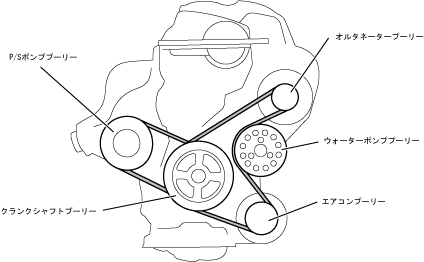 オルタネータープーリー
P/Sポンププーリー
ウォーターポンププーリー
エアコンプーリー
クランクシャフトプーリー